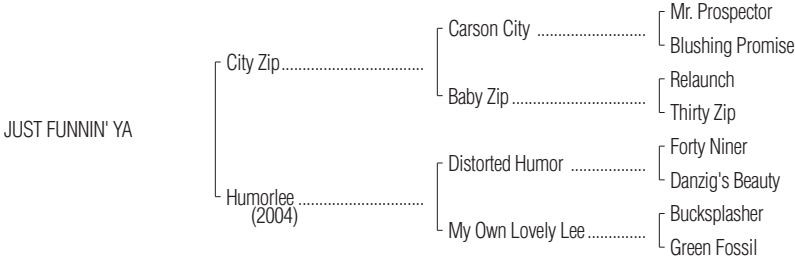 Mr. Prospector
Carson City ..........................
Blushing Promise
City Zip..................................
Relaunch
Baby Zip................................
Thirty Zip
JUST FUNNIN' YA
Forty Niner
Distorted Humor ..................
Danzig's Beauty
Humorlee ..............................
(2004)
Bucksplasher
My Own Lovely Lee..............
Green Fossil